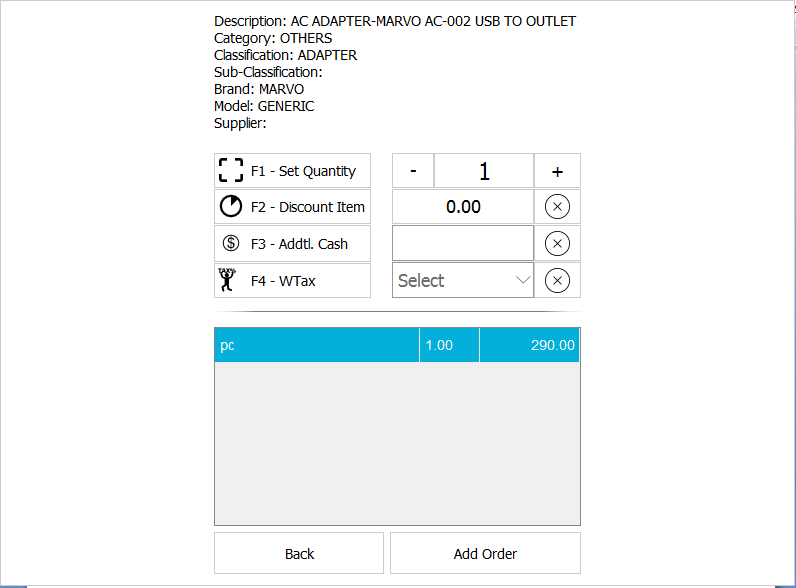 Description: AC ADAPTER-MARVO AC-002 USB TO OUTLET
Category: OTHERS
Classification: ADAPTER
Sub-Classification:
Brand: MARVO
Model: GENERIC
Supplier:
F1 - Set Quantity - 1 +
F2 - Discount Item 0.00
$ F3 - Addtl. Cash
TAX% F4 - WTax Select
pc 1.00 290.00
Back Add Order